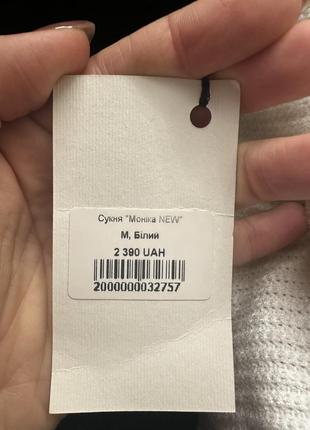 Сукня "Моніка NEW"
М, Білий
2 390 UAH
2000000032757